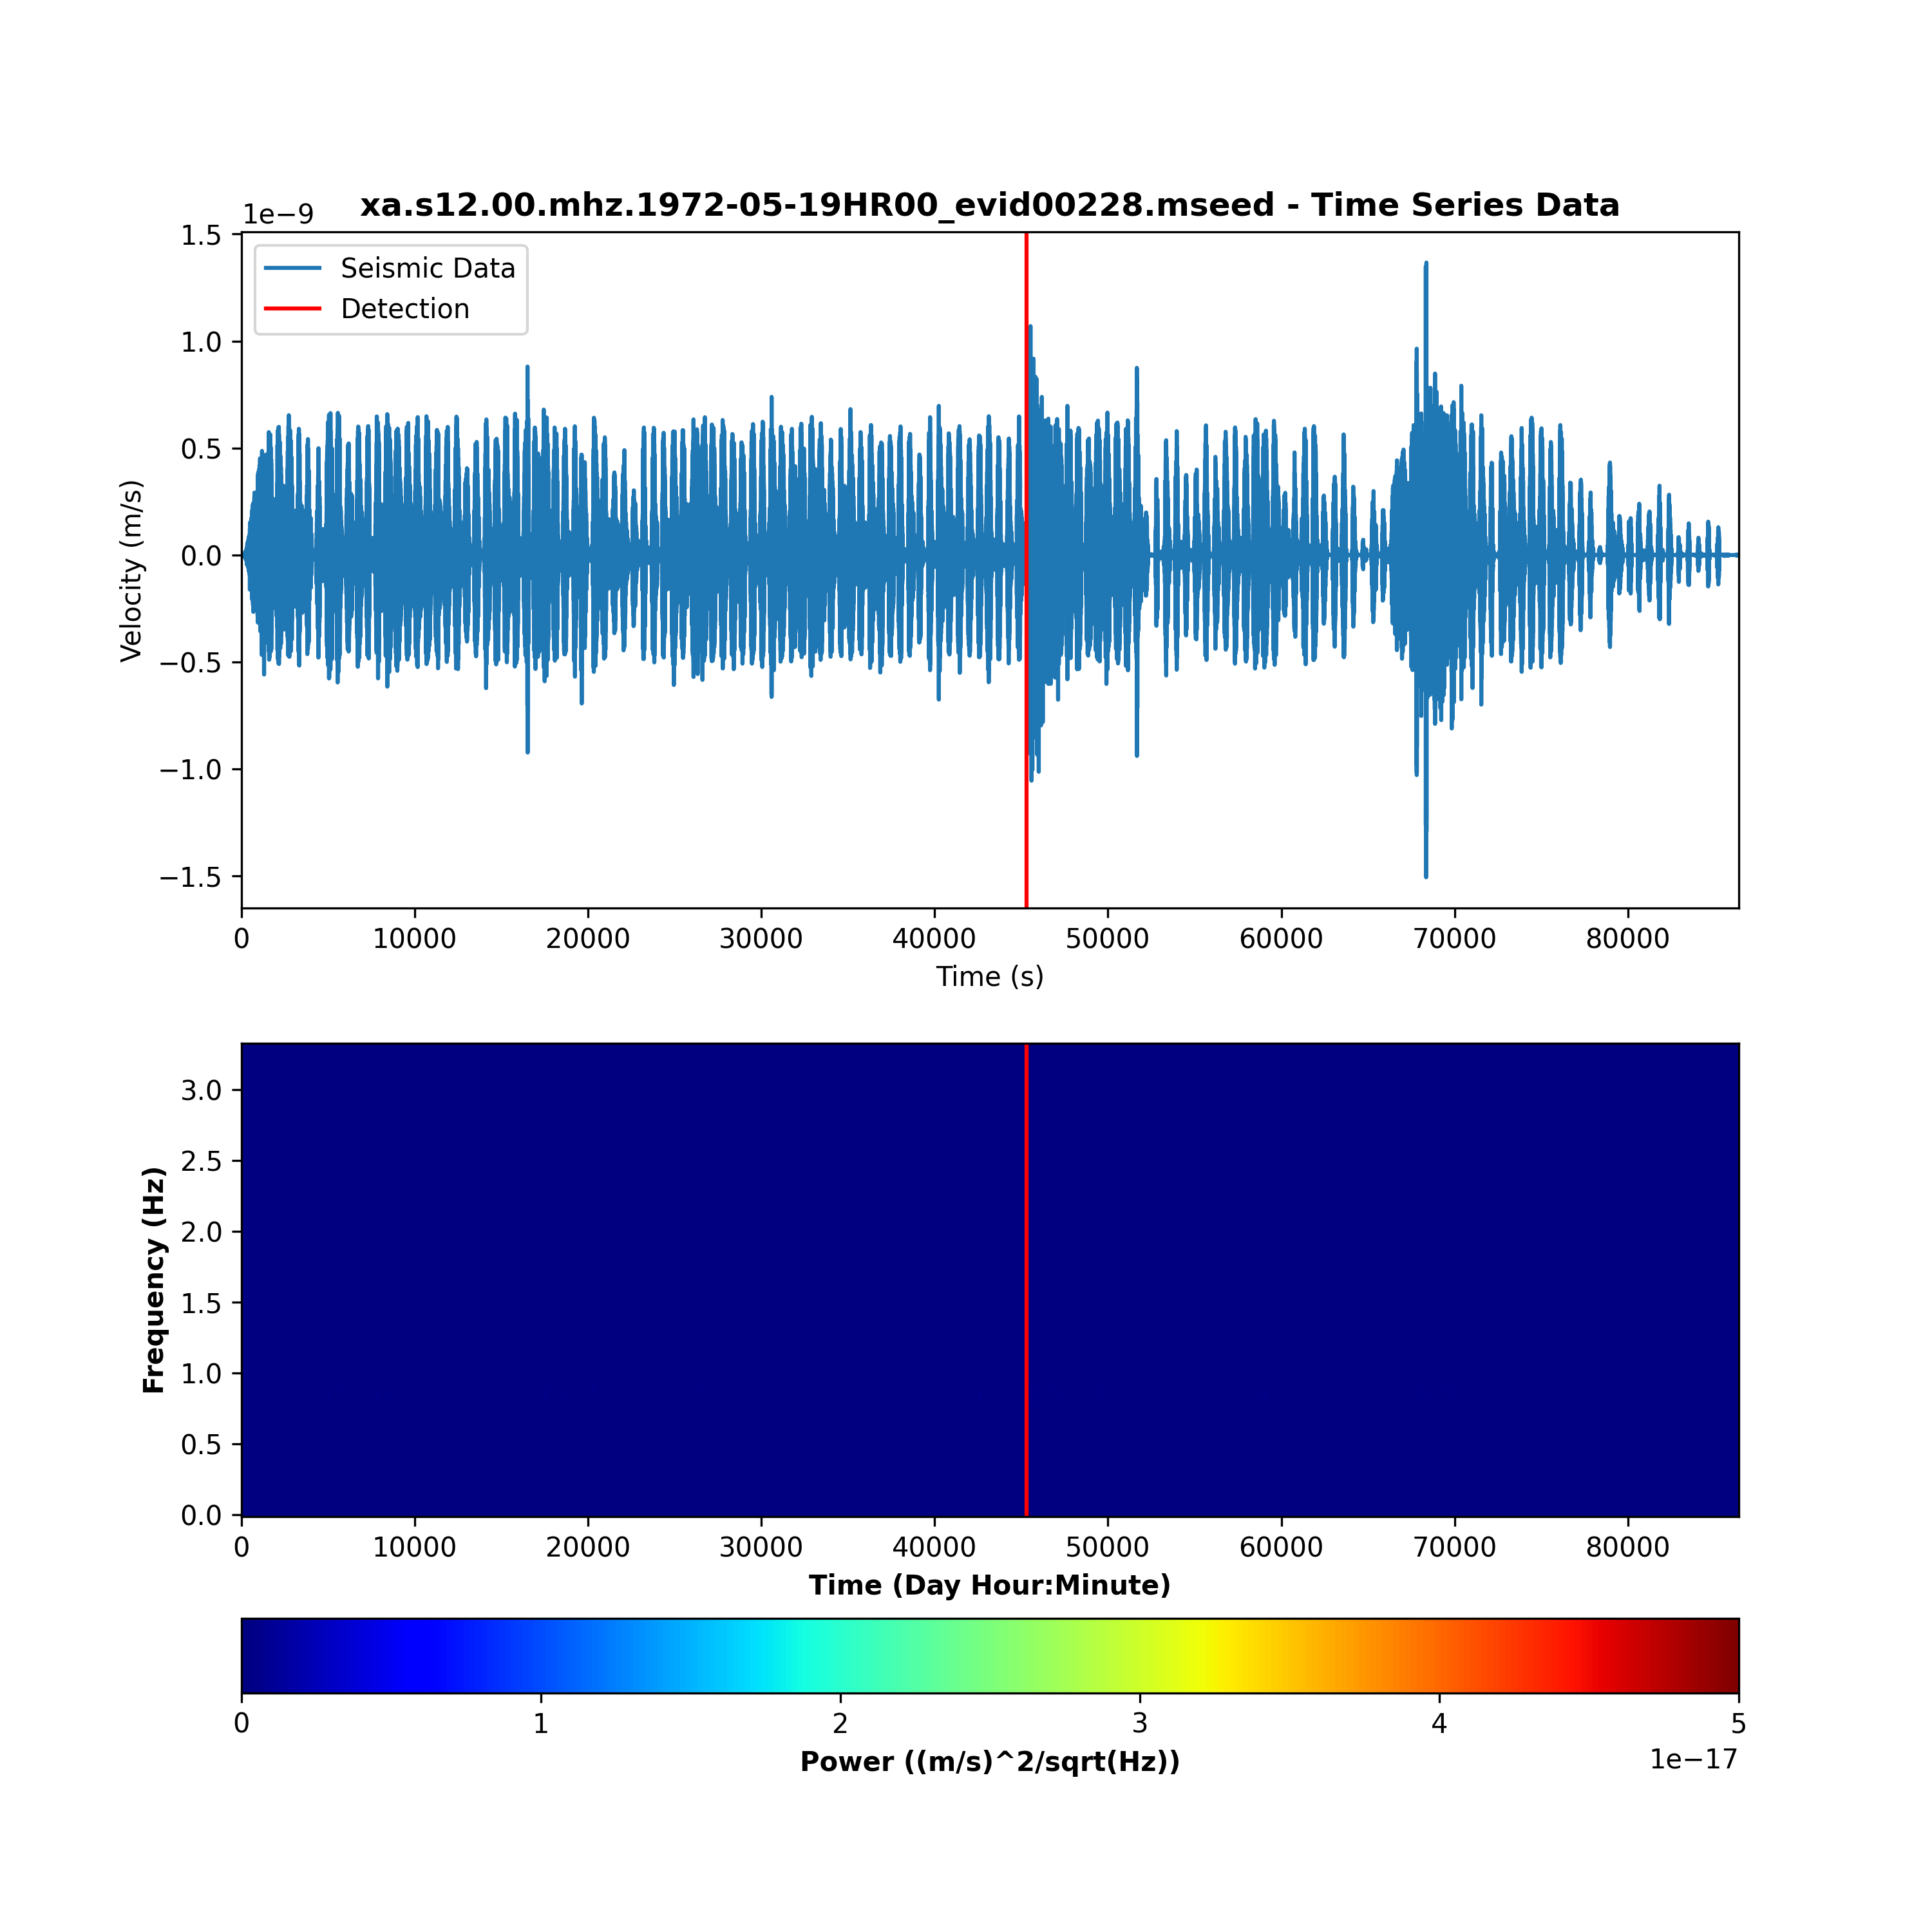 xa.s12.00.mhz.1972-05-19HR00_evid00228.mseed - Time Series Data
1e−9
Seismic Data
Detection
1.5
1.0
0.5
0.0
−0.5
−1.0
−1.5
Velocity (m/s)
0 10000 20000 30000 40000 50000 60000 70000 80000
Time (s)
3.0
2.5
2.0
1.5
1.0
0.5
0.0
Frequency (Hz)
0 10000 20000 30000 40000 50000 60000 70000 80000
Time (Day Hour:Minute)
0 1 2 3 4 5
Power ((m/s)^2/sqrt(Hz))
1e−17